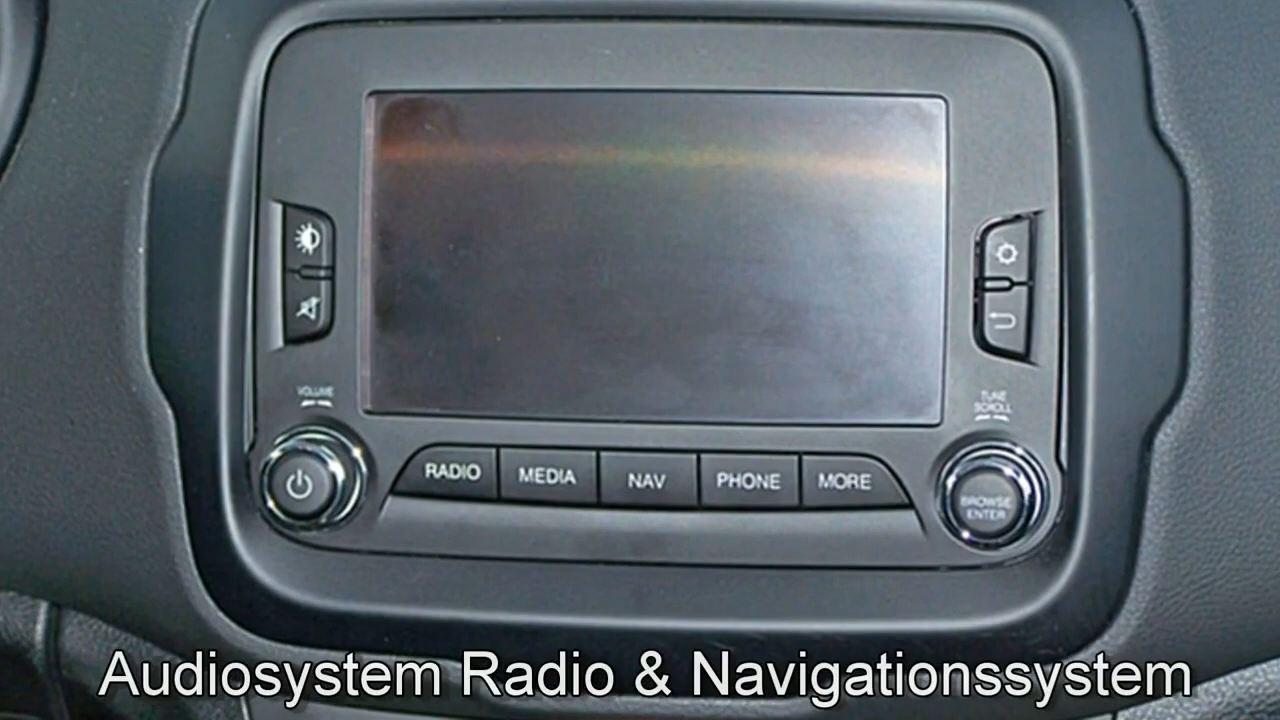 VOLUME
TUNE
SCROLL
RADIO MEDIA NAV PHONE MORE
BROWSE
ENTER
Audiosystem Radio & Navigationssystem